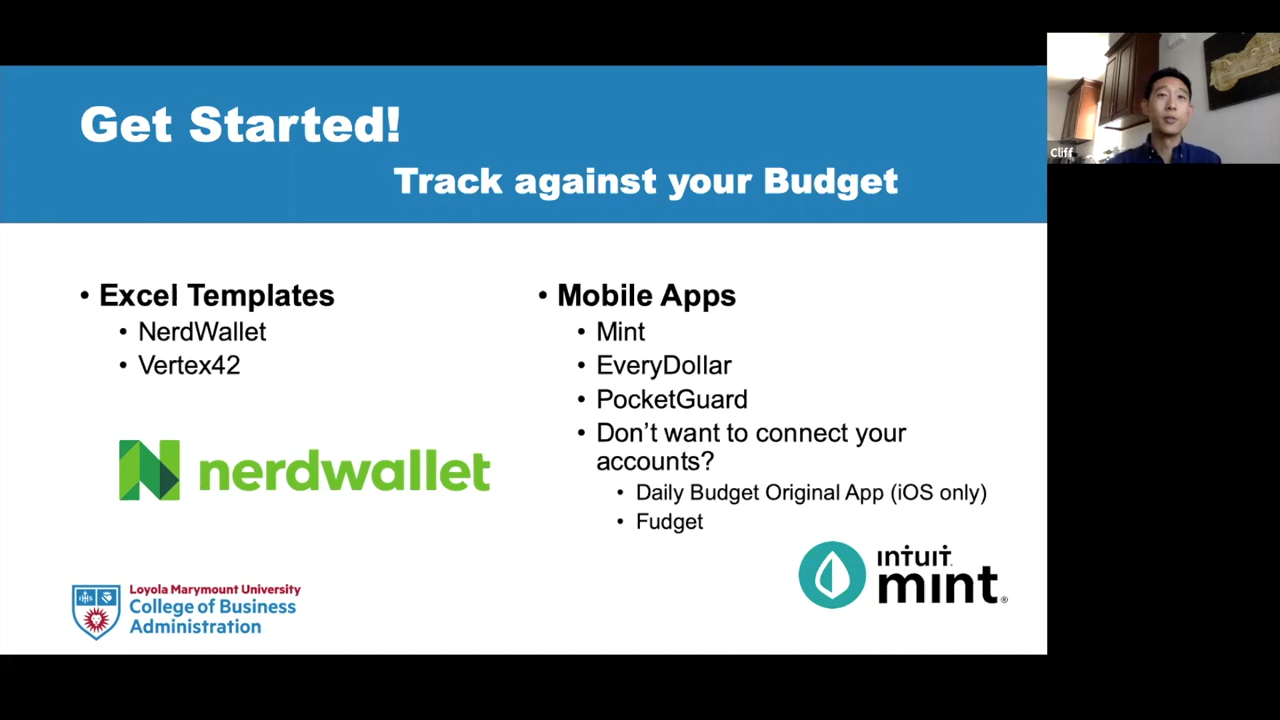 Get Started!
Track against your Budget
• Excel Templates
• NerdWallet
• Vertex42
nerdwallet
• Mobile Apps
• Mint
• EveryDollar
• PocketGuard
• Don’t want to connect your
accounts?
• Daily Budget Original App (iOS only)
• Fudget
ıntuıt
mint®
IHS
Loyola Marymount University
College of Business
Administration
Cliff